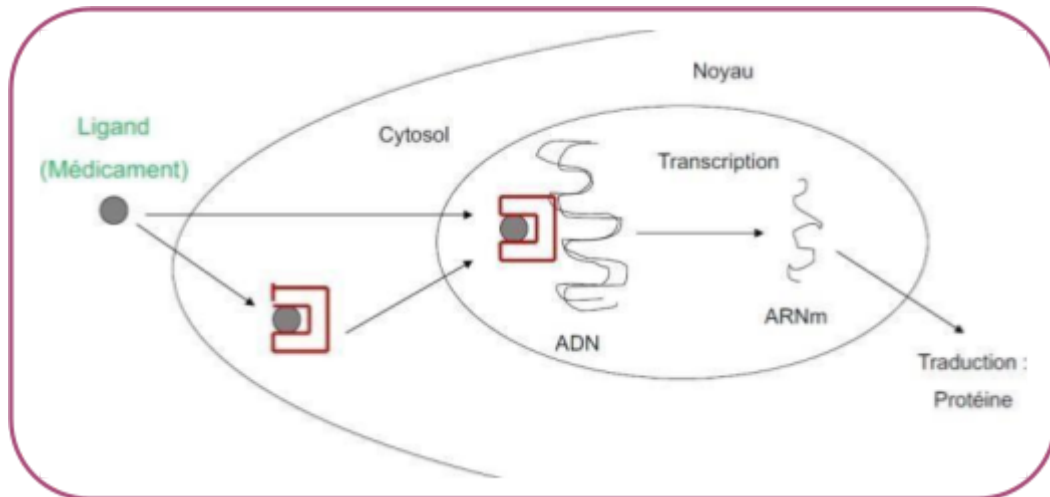 Noyau
Ligand
(Médicament)
Cytosol
Transcription
ADN
ARNm
Traduction :
Protéine